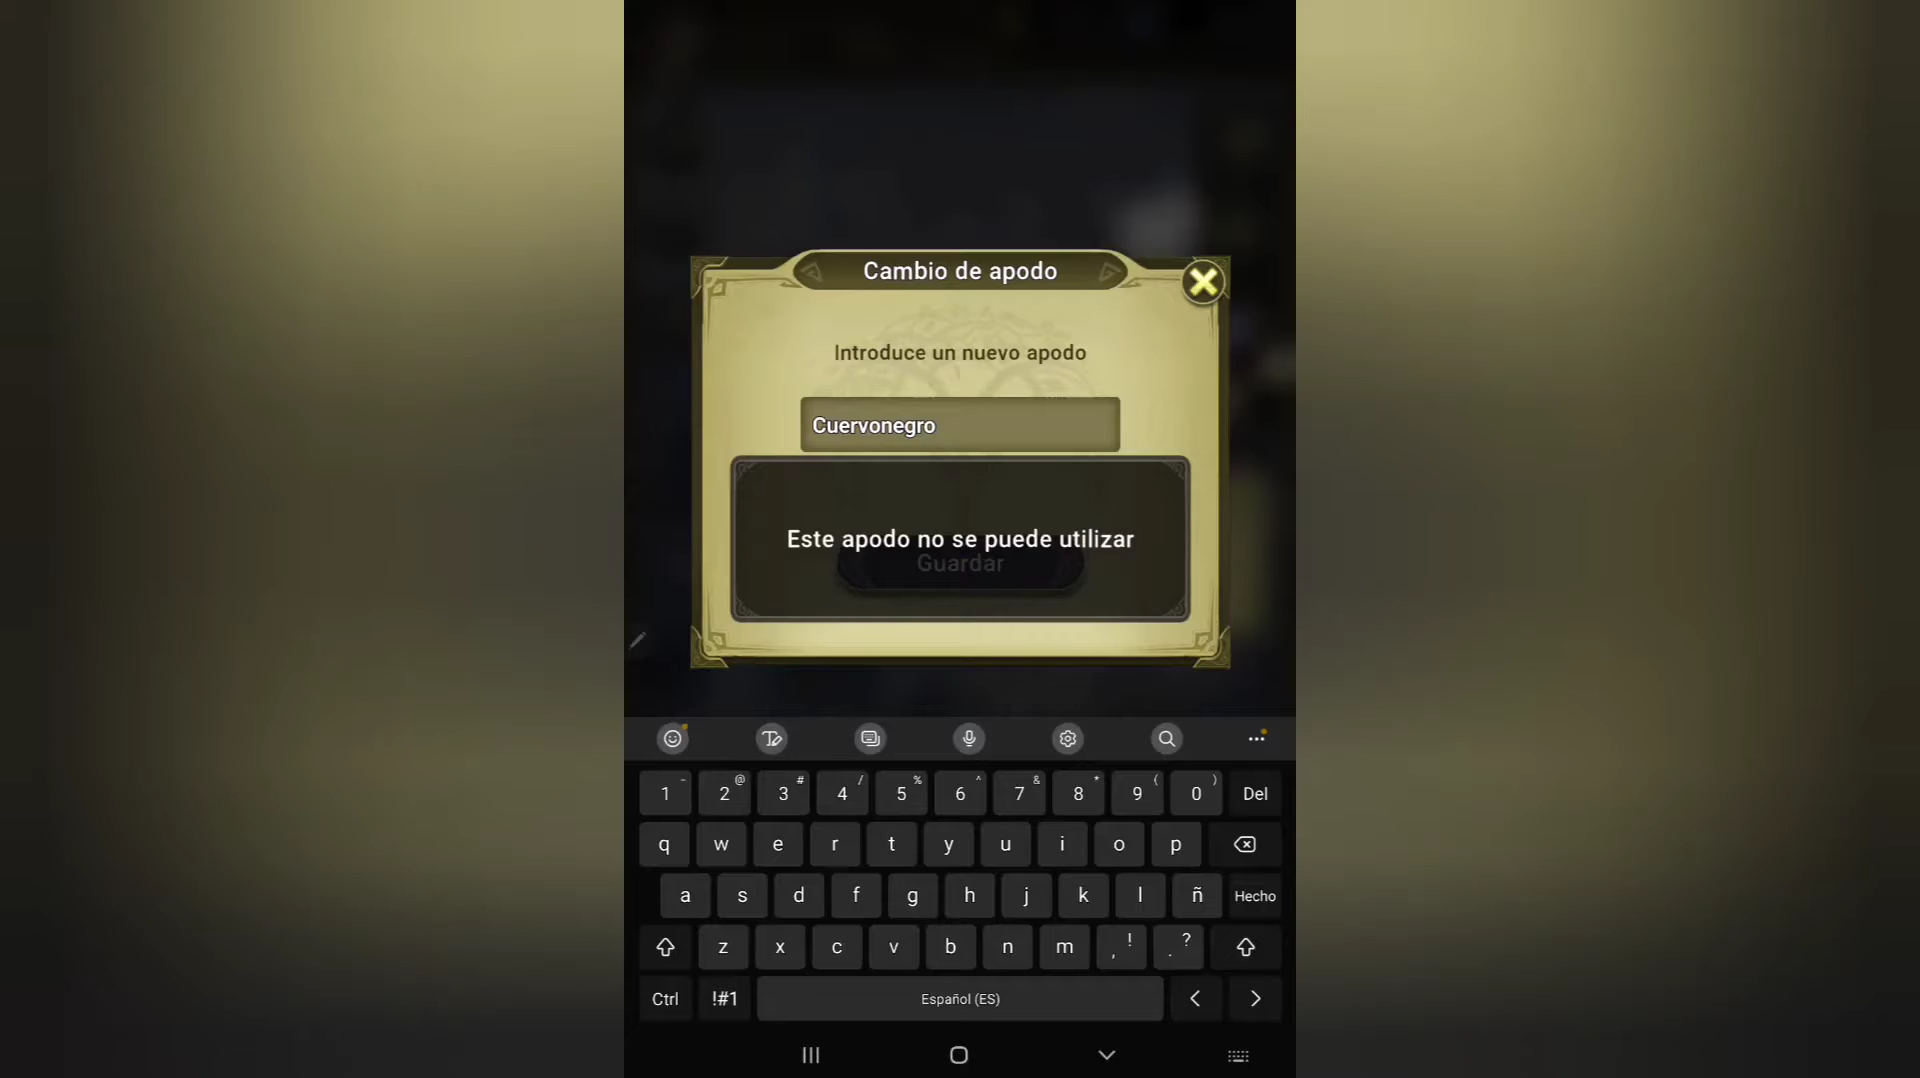 Cambio de apodo
Introduce un nuevo apodo
Cuervonegro
Este apodo no se puede utilizar
Guardar
1 - 2 @ 3 # 4 / 5 % 6 ^ 7 & 8 * 9 ( 0 ) Del
q w e r t y u i o p
a s d f g h j k l ñ Hecho
z x c v b n m , ! . ?
Ctrl !#1 Español (ES) < >